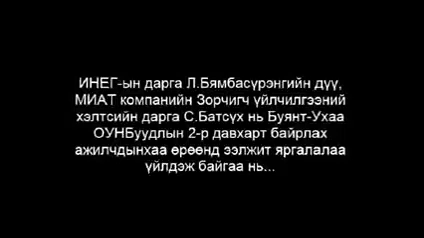 ИНЕГ-ын дарга Л.Бямбасүрэнгийн дүү,
МИАТ компанийн Зорчигч үйлчилгээний
хэлтсийн дарга С.Батсүх нь Буянт-Ухаа
ОУНБуудлын 2-р давхарт байрлах
ажилчдынхаа өрөөнд ээлжит яргалалаа
үйлдэж байгаа нь...